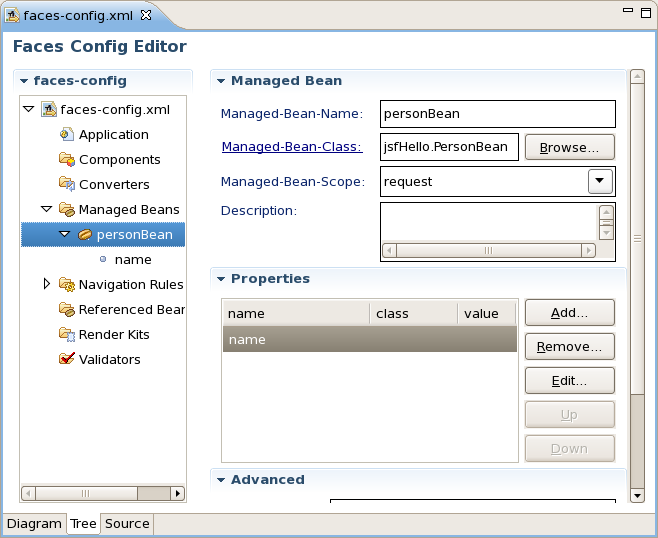 faces-config.xml
Faces Config Editor
faces-config
faces-config.xml
Application
Components
Converters
Managed Beans
personBean
name
Navigation Rules
Referenced Bear
Render Kits
Validators
Managed Bean
Managed-Bean-Name: personBean
Managed-Bean-Class: jsfHello.PersonBean Browse...
Managed-Bean-Scope: request
Description:
Properties
name class value
name
Add...
Remove...
Edit...
Up
Down
Advanced
Diagram Tree Source